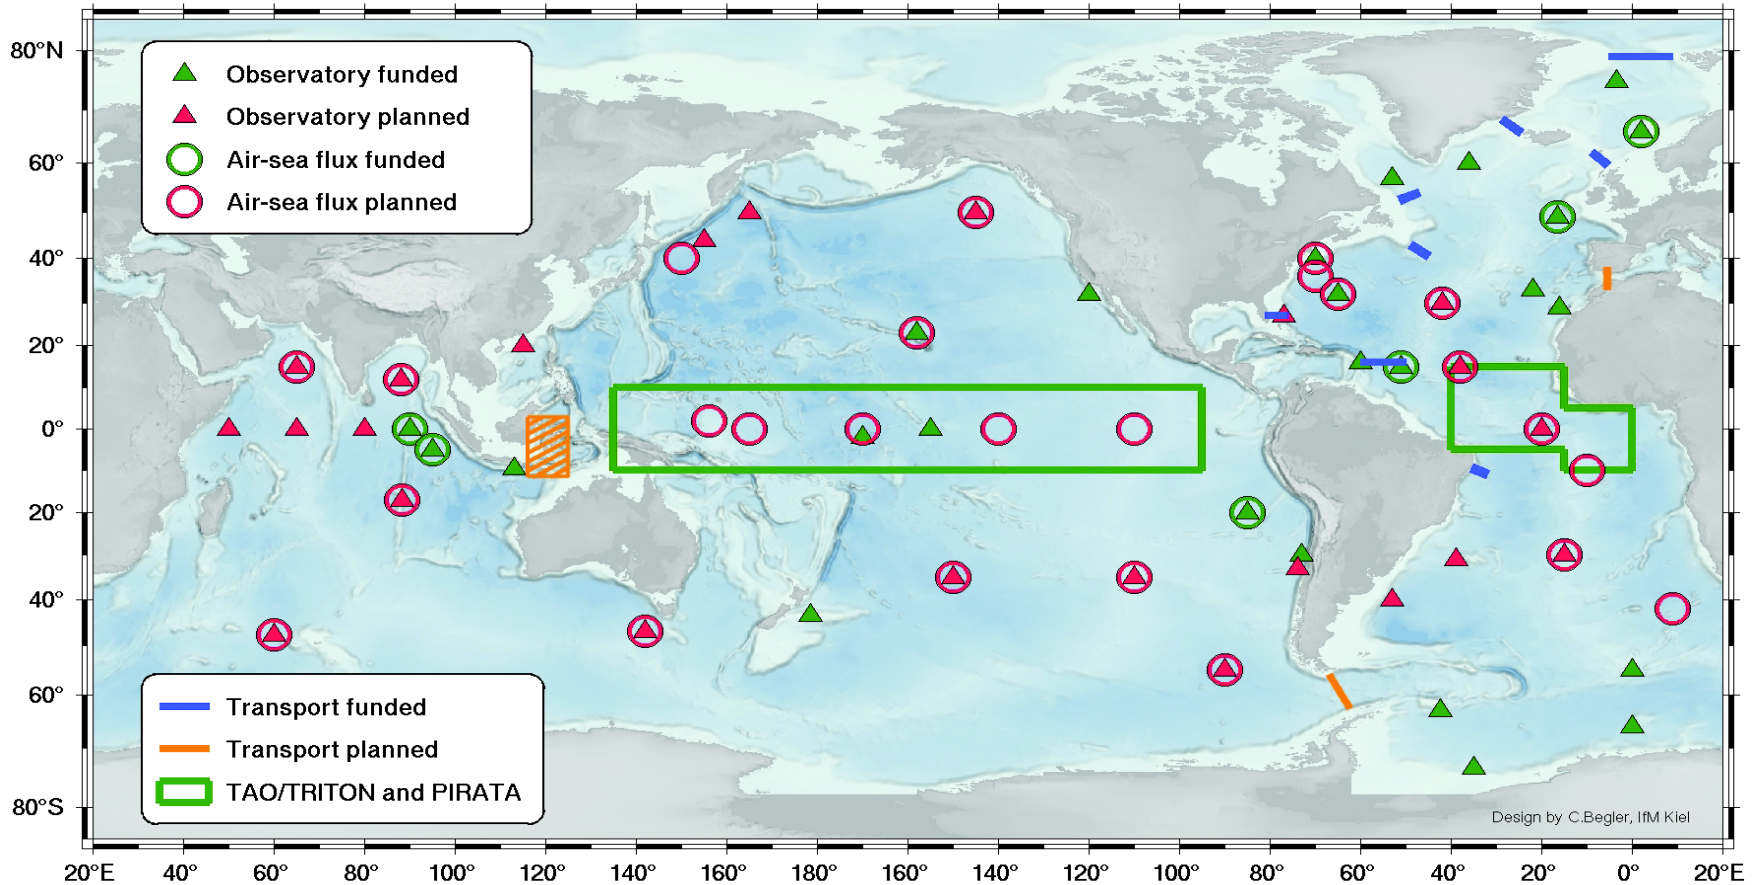 80°N
60°
40°
20°
0°
20°
40°
60°
80°S
Observatory funded
Observatory planned
Air-sea flux funded
Air-sea flux planned
Transport funded
Transport planned
TAO/TRITON and PIRATA
Design by C.Begler, IfM Kiel
20°E 40° 60° 80° 100° 120° 140° 160° 180° 160° 140° 120° 100° 80° 60° 40° 20° 0° 20°E